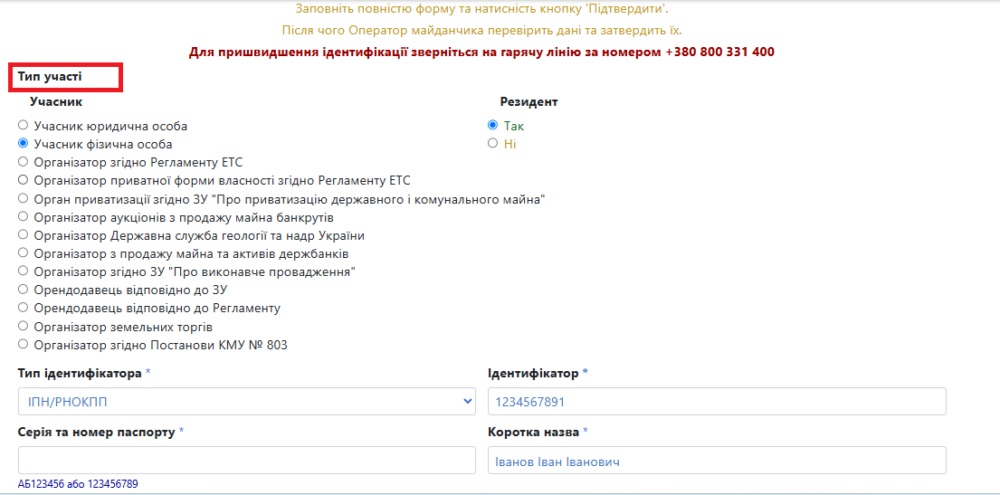 Заповніть повністю форму та натисність кнопку 'Підтвердити'.
Після чого Оператор майданчика перевірить дані та затвердить їх.
Для пришвидшення ідентифікації зверніться на гарячу лінію за номером +380 800 331 400
Тип участі
Учасник
Резидент
Учасник юридична особа
Так
Учасник фізична особа
Ні
Організатор згідно Регламенту ЕТС
Організатор приватної форми власності згідно Регламенту ЕТС
Орган приватизації згідно ЗУ "Про приватизацію державного і комунального майна"
Організатор аукціонів з продажу майна банкрутів
Організатор Державна служба геології та надр України
Організатор з продажу майна та активів держбанків
Організатор згідно ЗУ "Про виконавче провадження"
Орендодавець відповідно до ЗУ
Орендодавець відповідно до Регламенту
Організатор земельних торгів
Організатор згідно Постанови КМУ № 803
Тип ідентифікатора *
Ідентифікатор *
ІПН/РНОКПП
1234567891
Серія та номер паспорту *
Коротка назва *
Іванов Іван Іванович
АБ123456 або 123456789